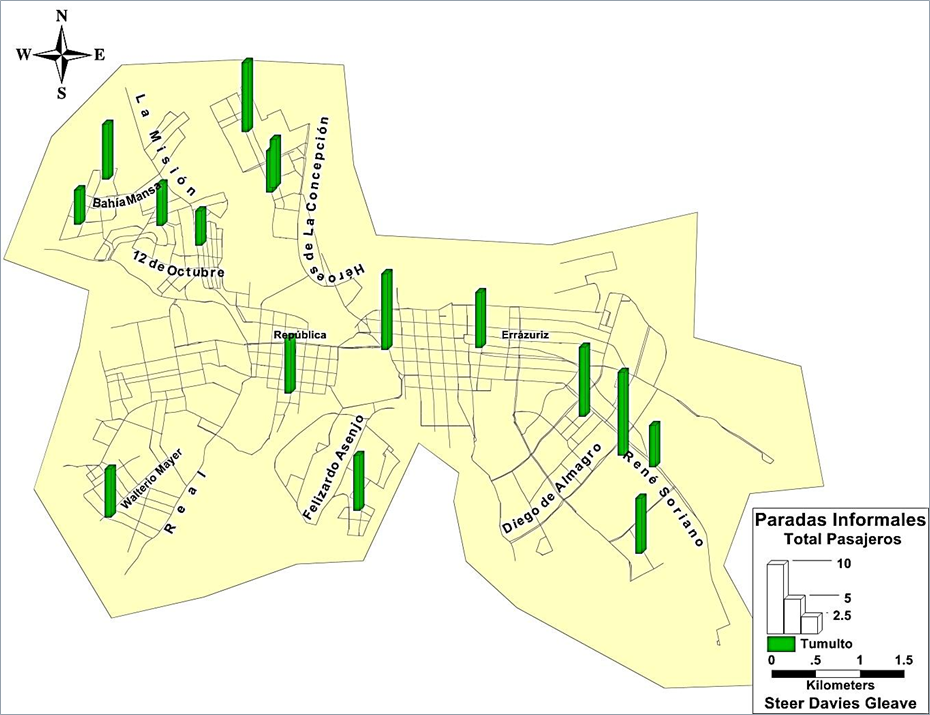 N
W E
S
La Misión
Héroes de La Concepción
Bahía Mansa
12 de Octubre
República
Errázuriz
Felizardo Asenjo
Walterio Mayer
Real
Diego de Almagro
René Soriano
Paradas Informales
Total Pasajeros
10
5
2.5
Tumulto
0 .5 1 1.5
Kilometers
Steer Davies Gleave